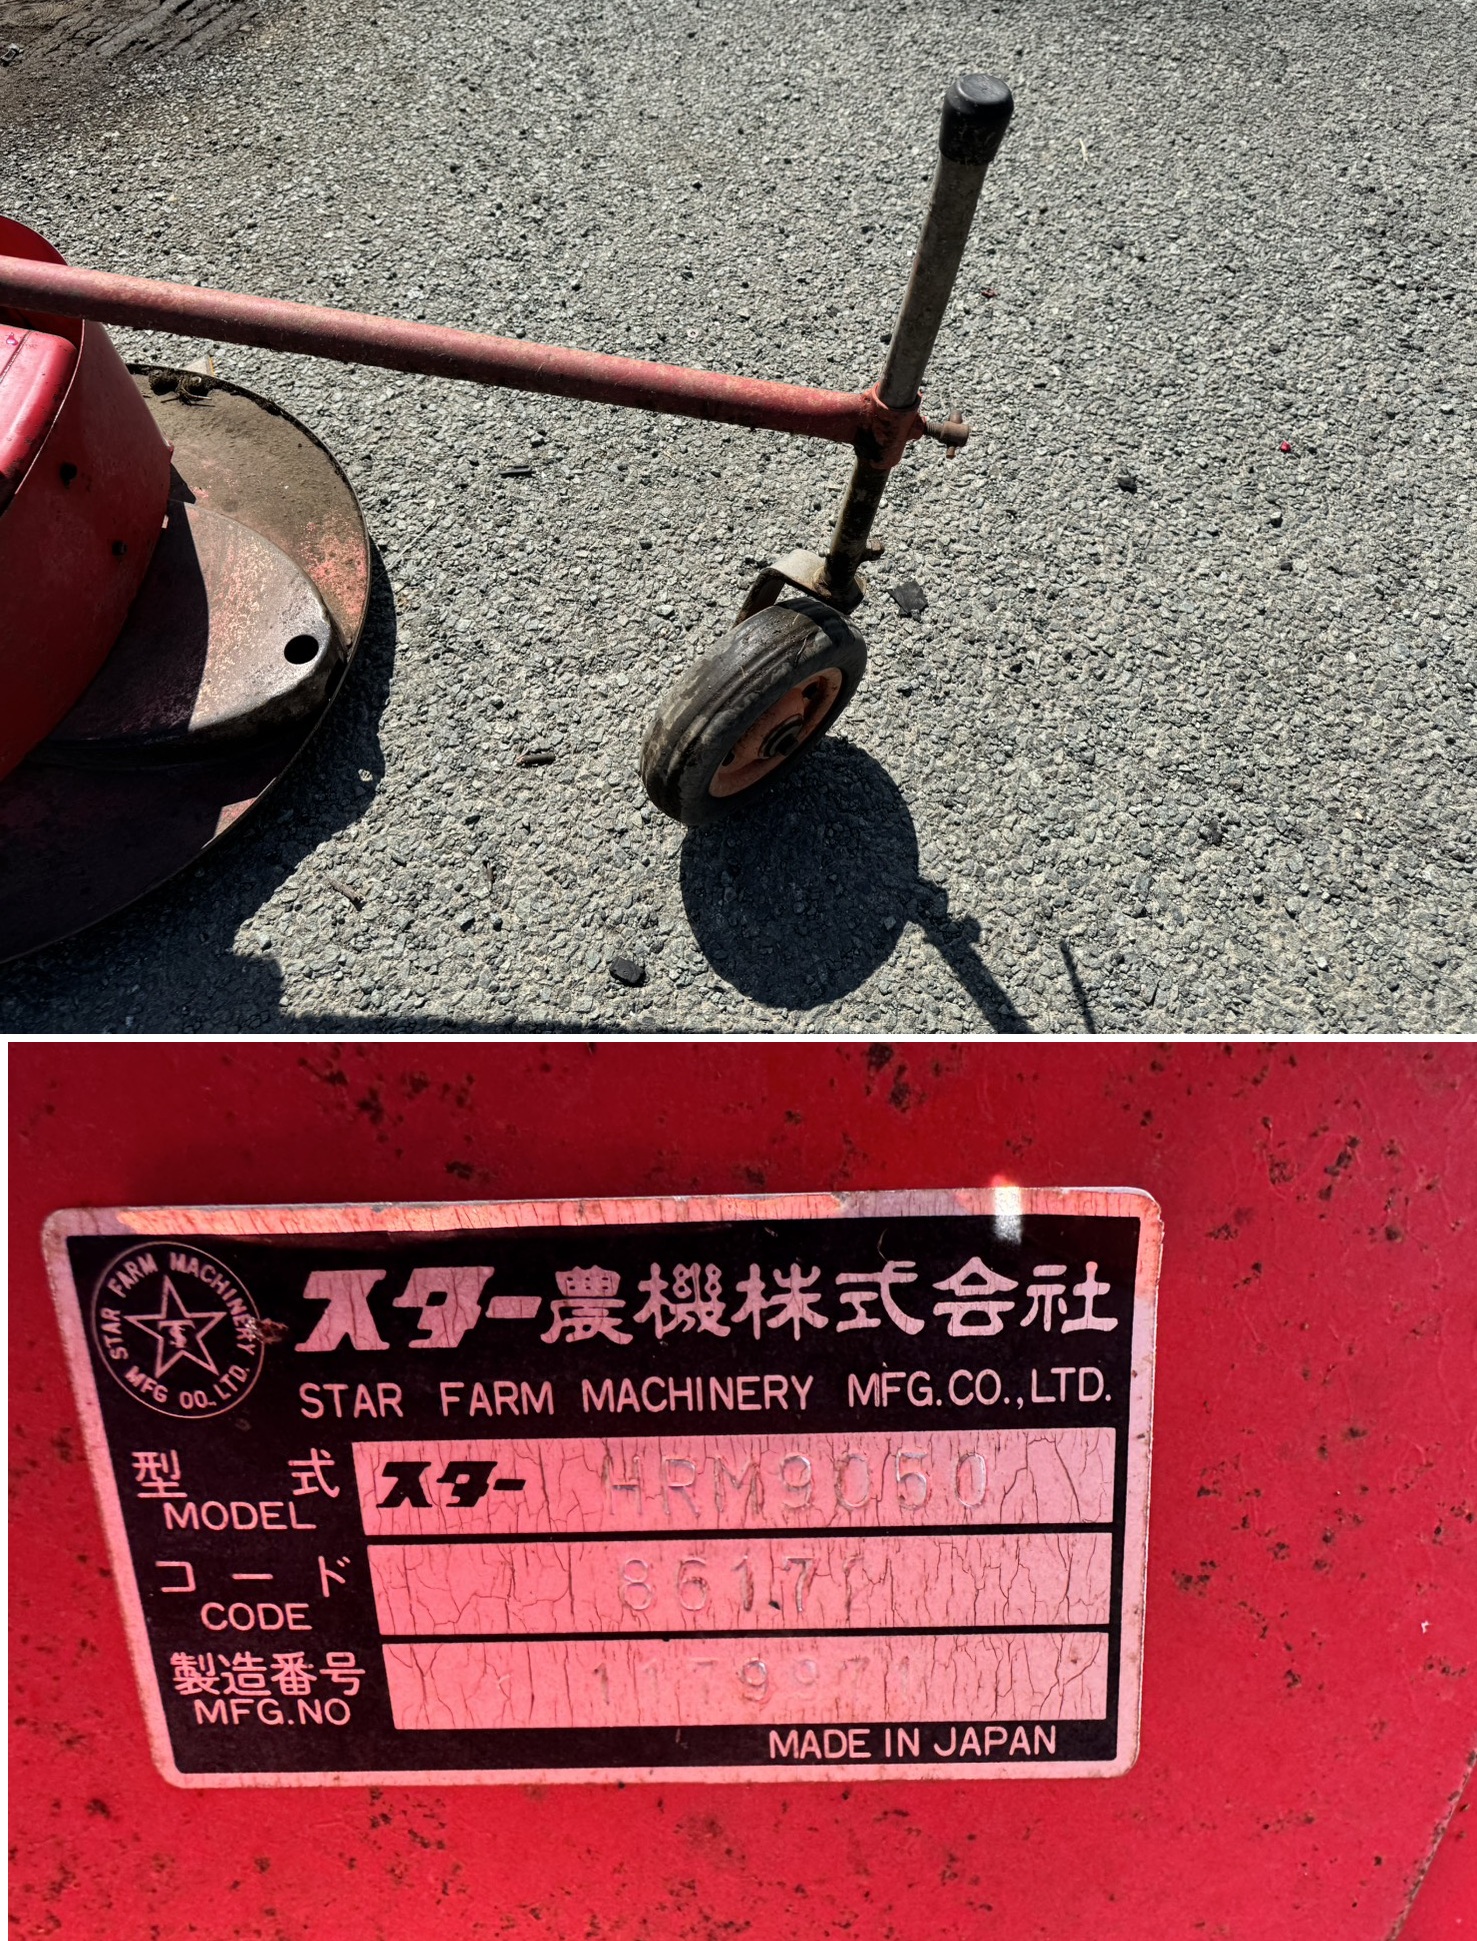 STAR FARM MACHINERY MFG CO., LTD.
スター農機株式会社
STAR FARM MACHINERY MFG.CO.,LTD.
型式 スター HRM9050
MODEL
コード
CODE
製造番号
MFG.NO
MADE IN JAPAN